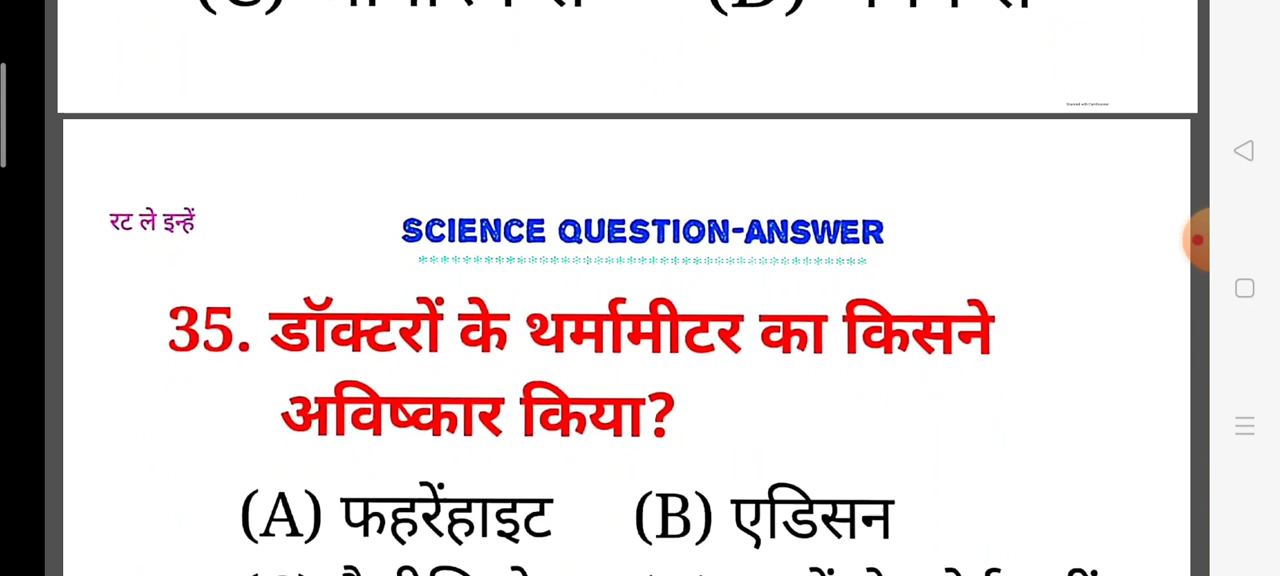 रट ले इन्हें
SCIENCE QUESTION-ANSWER
35. डॉक्टरों के थर्मामीटर का किसने
अविष्कार किया?
(A) फहरेंहाइट (B) एडिसन